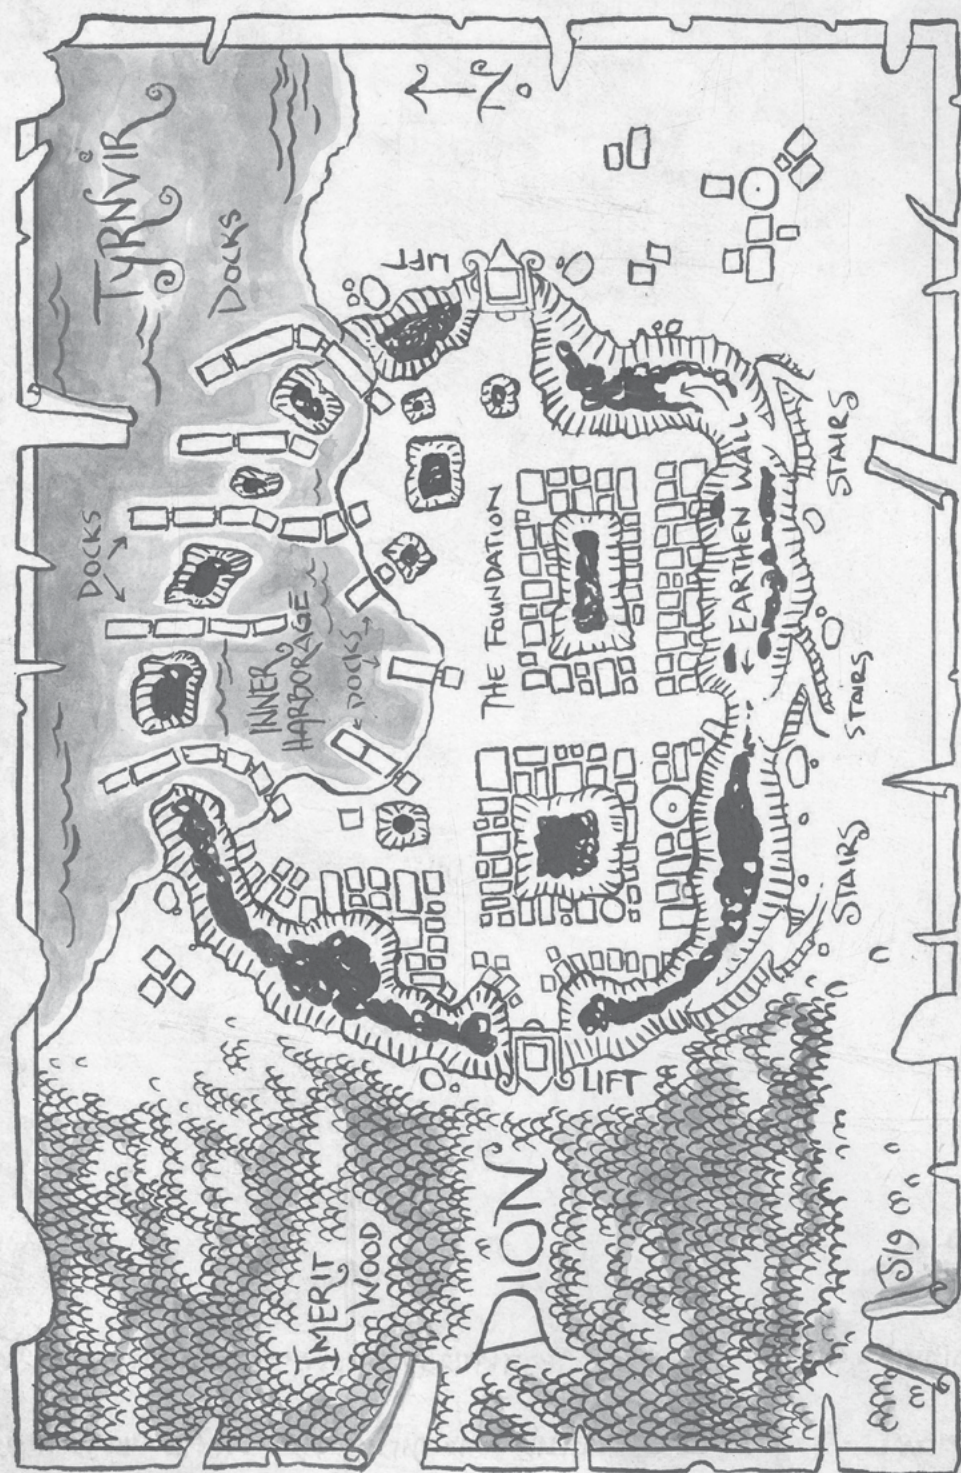 TYRNVIR
DOCKS
DOCKS
INNER
HARBORAGE
DOCKS
IMERIT
WOOD
LIFT
N
THE FOUNDATION
DION
LIFT
EARTHEN WALL
STAIRS
STAIRS
STAIRS